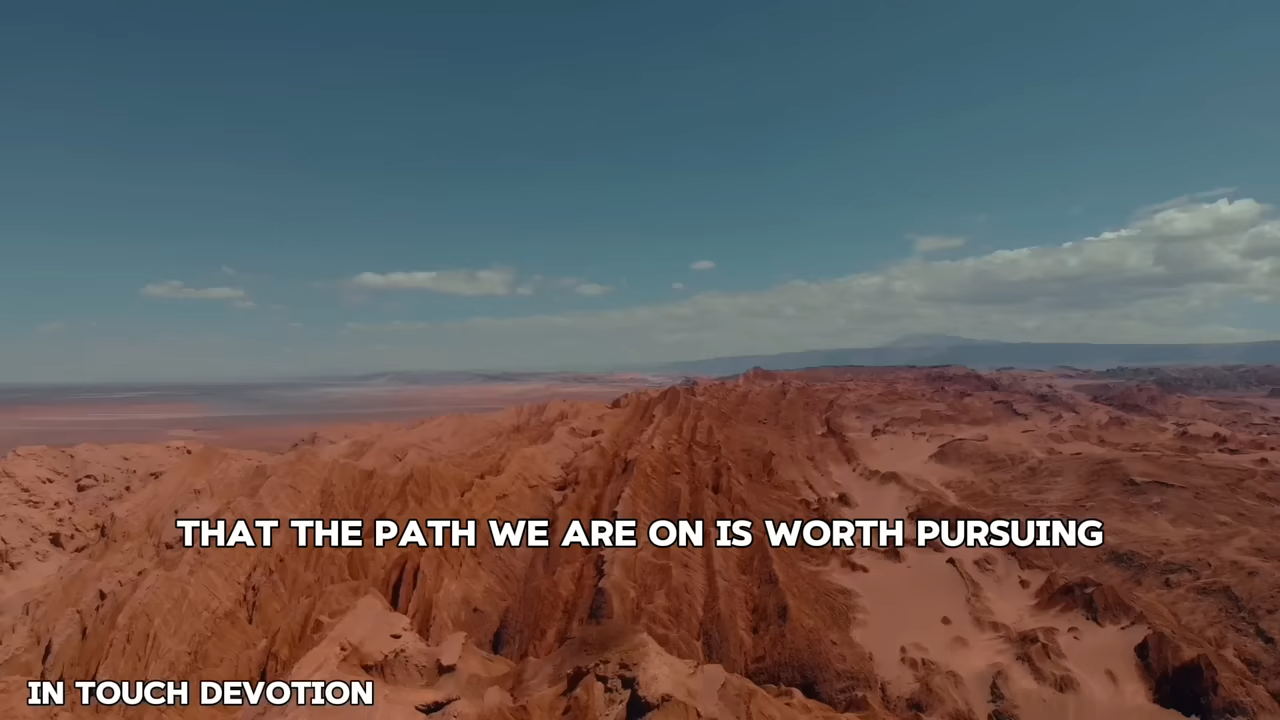 THAT THE PATH WE ARE ON IS WORTH PURSUING
IN TOUCH DEVOTION